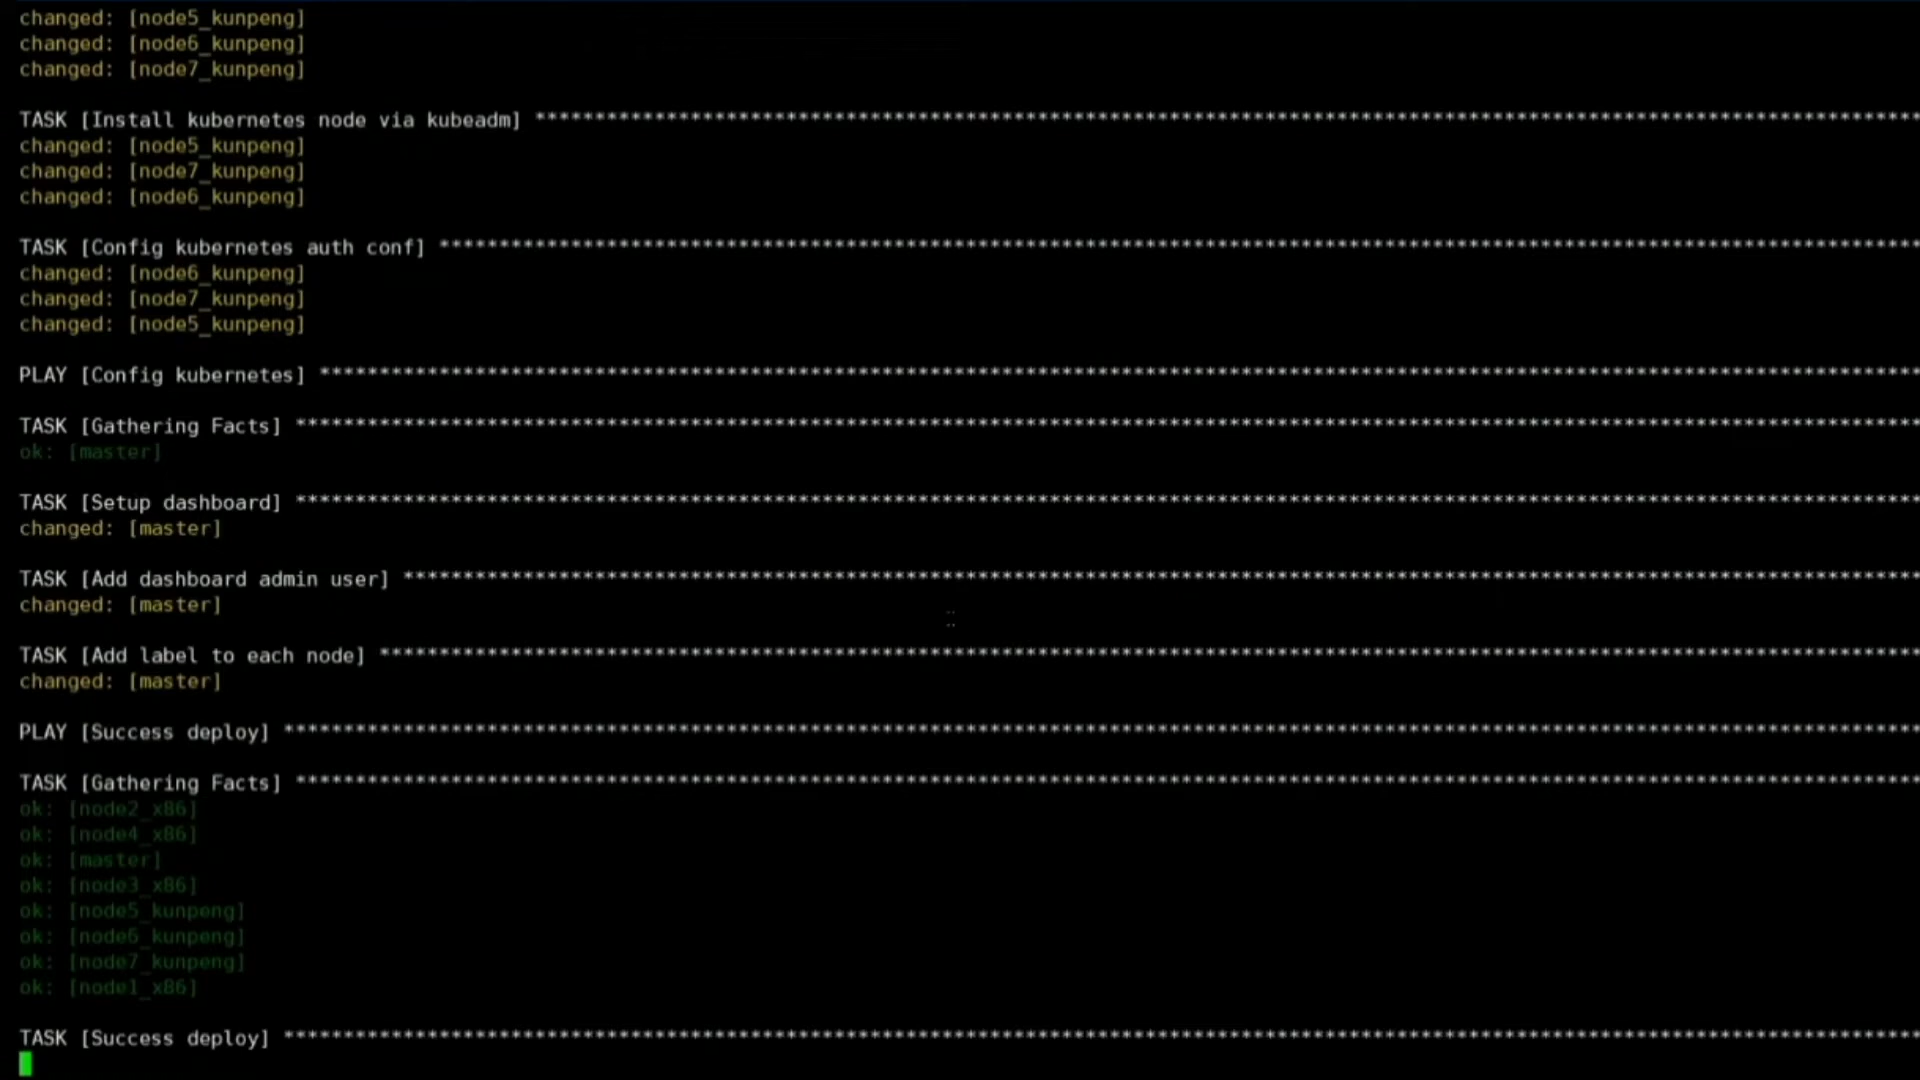 changed: [node5_kunpeng]
changed: [node6_kunpeng]
changed: [node7_kunpeng]
TASK [Install kubernetes node via kubeadm] ********************************************************************************************************************
changed: [node5_kunpeng]
changed: [node7_kunpeng]
changed: [node6_kunpeng]
TASK [Config kubernetes auth conf] ****************************************************************************************************************************
changed: [node6_kunpeng]
changed: [node7_kunpeng]
changed: [node5_kunpeng]
PLAY [Config kubernetes] **************************************************************************************************************************************
TASK [Gathering Facts] ****************************************************************************************************************************************
ok: [master]
TASK [Setup dashboard] ****************************************************************************************************************************************
changed: [master]
TASK [Add dashboard admin user] *******************************************************************************************************************************
changed: [master]
TASK [Add label to each node] *********************************************************************************************************************************
changed: [master]
PLAY [Success deploy] *****************************************************************************************************************************************
TASK [Gathering Facts] ****************************************************************************************************************************************
ok: [node2_x86]
ok: [node4_x86]
ok: [master]
ok: [node3_x86]
ok: [node5_kunpeng]
ok: [node6_kunpeng]
ok: [node7_kunpeng]
ok: [node1_x86]
TASK [Success deploy] *****************************************************************************************************************************************